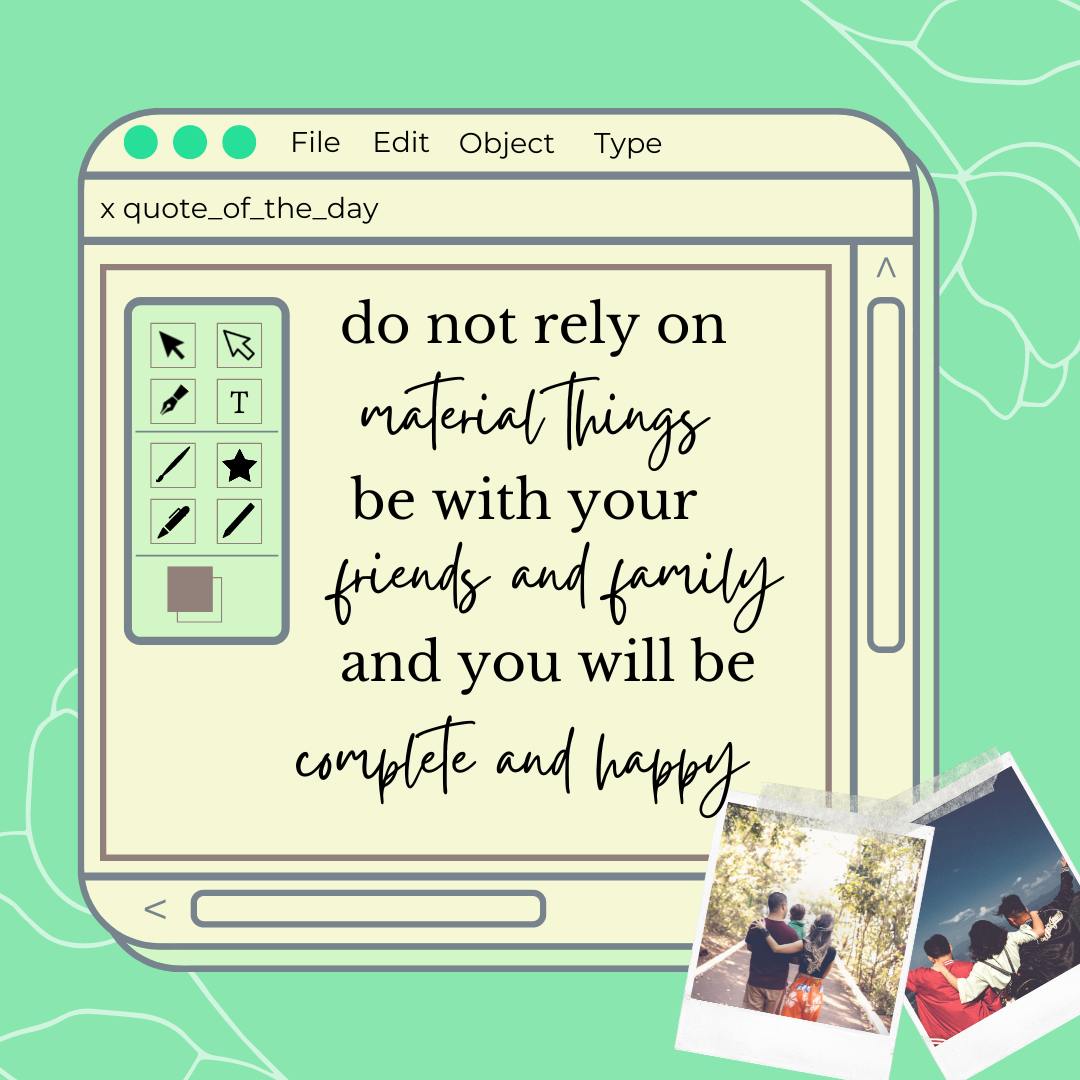 File Edit Object Type
x quote_of_the_day
T
do not rely on
material things
be with your
friends and family
and you will be
complete and happy